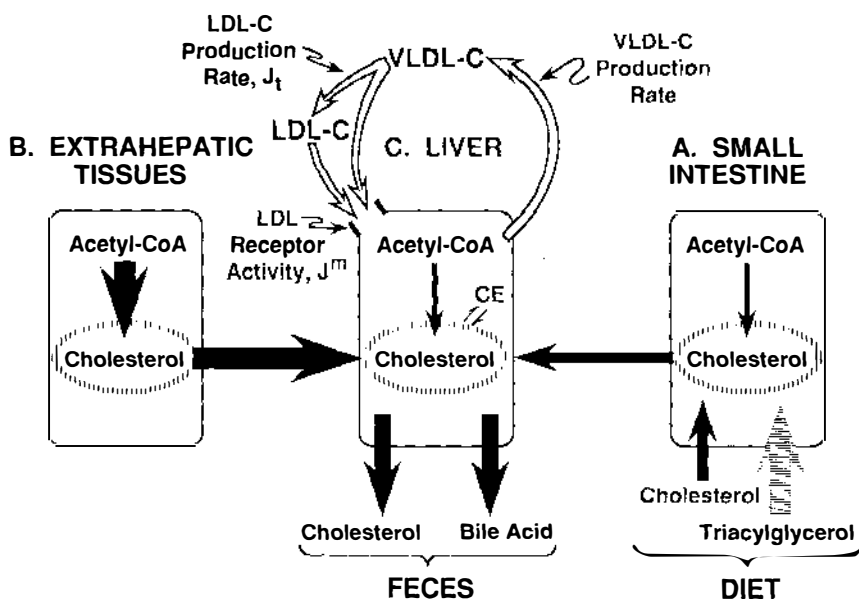 LDL-C
Production
Rate, Jt
VLDL-C
VLDL-C
Production
Rate
LDL-C
B. EXTRAHEPATIC
TISSUES
C. LIVER
A. SMALL
INTESTINE
LDL
Receptor
Activity, Jm
Acetyl-CoA
Acetyl-CoA
Acetyl-CoA
CE
Cholesterol
Cholesterol
Cholesterol
Cholesterol
Bile Acid
FECES
Cholesterol
Triacylglycerol
DIET